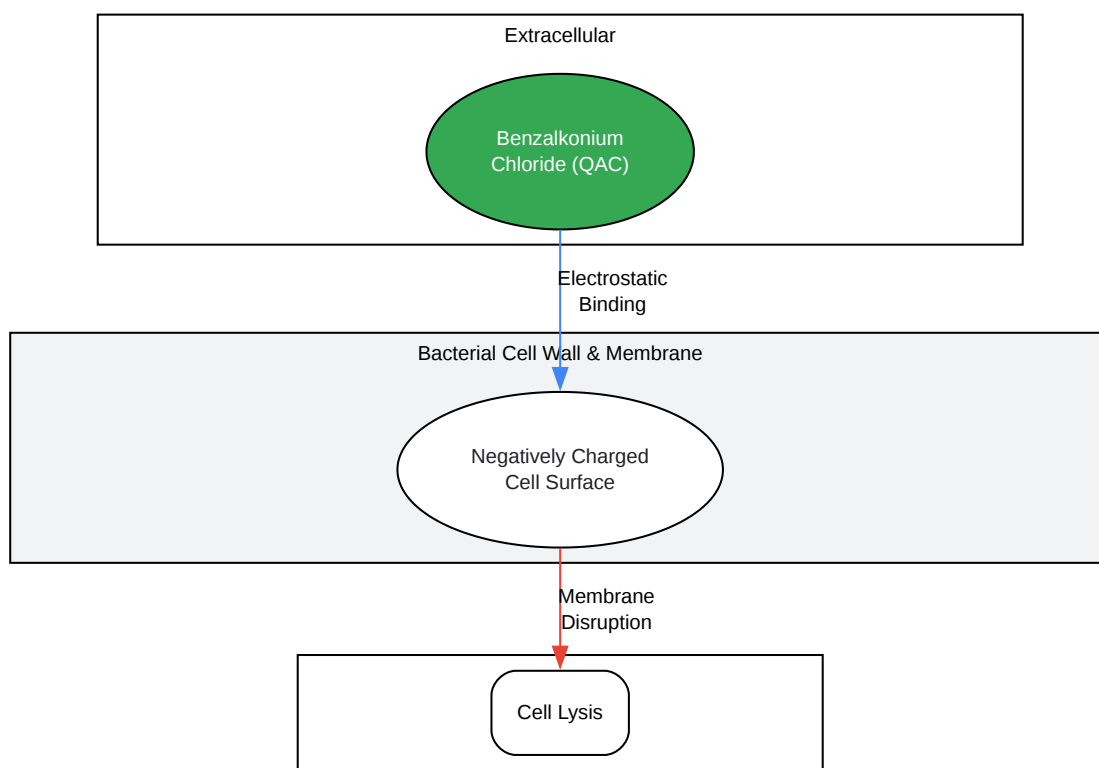 Extracellular
Benzalkonium
Chloride (QAC)
Electrostatic
Binding
Bacterial Cell Wall & Membrane
Negatively Charged
Cell Surface
Membrane
Disruption
Cell Lysis